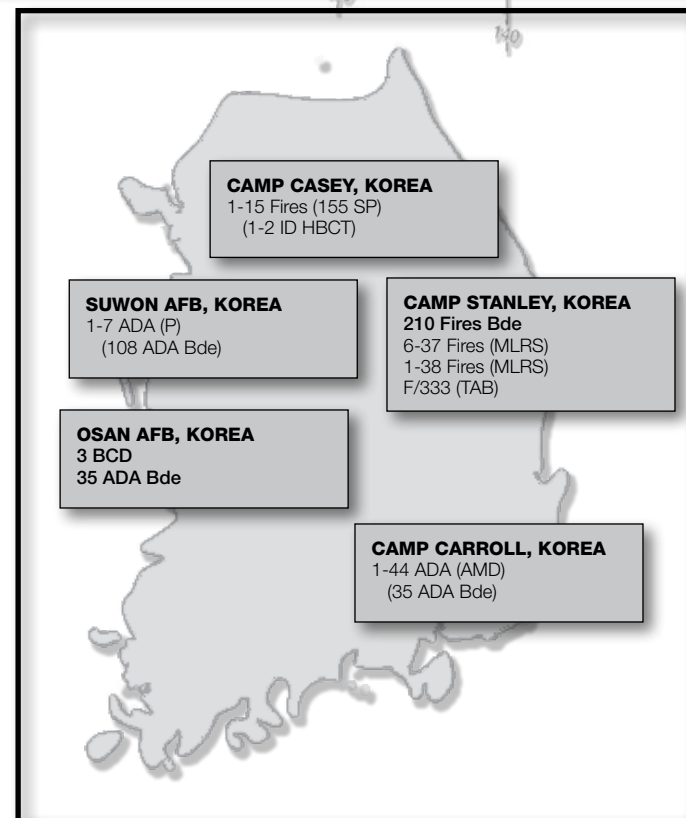 140
CAMP CASEY, KOREA
1-15 Fires (155 SP)
(1-2 ID HBCT)
SUWON AFB, KOREA
1-7 ADA (P)
(108 ADA Bde)
CAMP STANLEY, KOREA
210 Fires Bde
6-37 Fires (MLRS)
1-38 Fires (MLRS)
F/333 (TAB)
OSAN AFB, KOREA
3 BCD
35 ADA Bde
CAMP CARROLL, KOREA
1-44 ADA (AMD)
(35 ADA Bde)